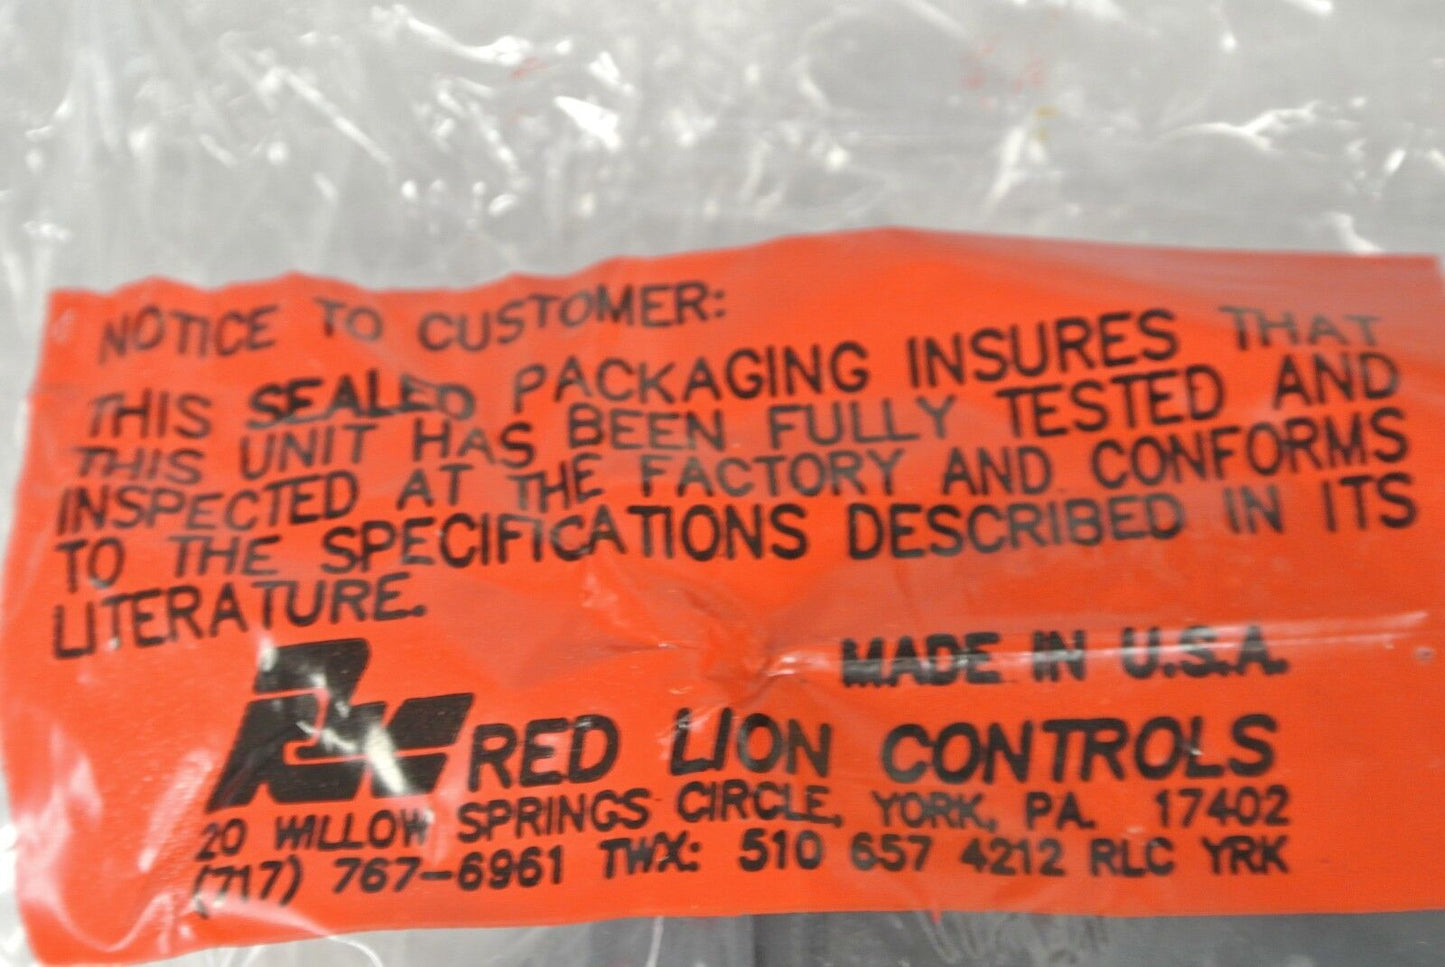 NOTICE TO CUSTOMER:
THIS SEALED PACKAGING INSURES THAT
THIS UNIT HAS BEEN FULLY TESTED AND
INSPECTED AT THE FACTORY AND CONFORMS
TO THE SPECIFICATIONS DESCRIBED IN ITS
LITERATURE.
MADE IN U.S.A.
RLC RED LION CONTROLS
20 WILLOW SPRINGS CIRCLE, YORK, PA. 17402
(717) 767-6961 TWX: 510 657 4212 RLC YRK